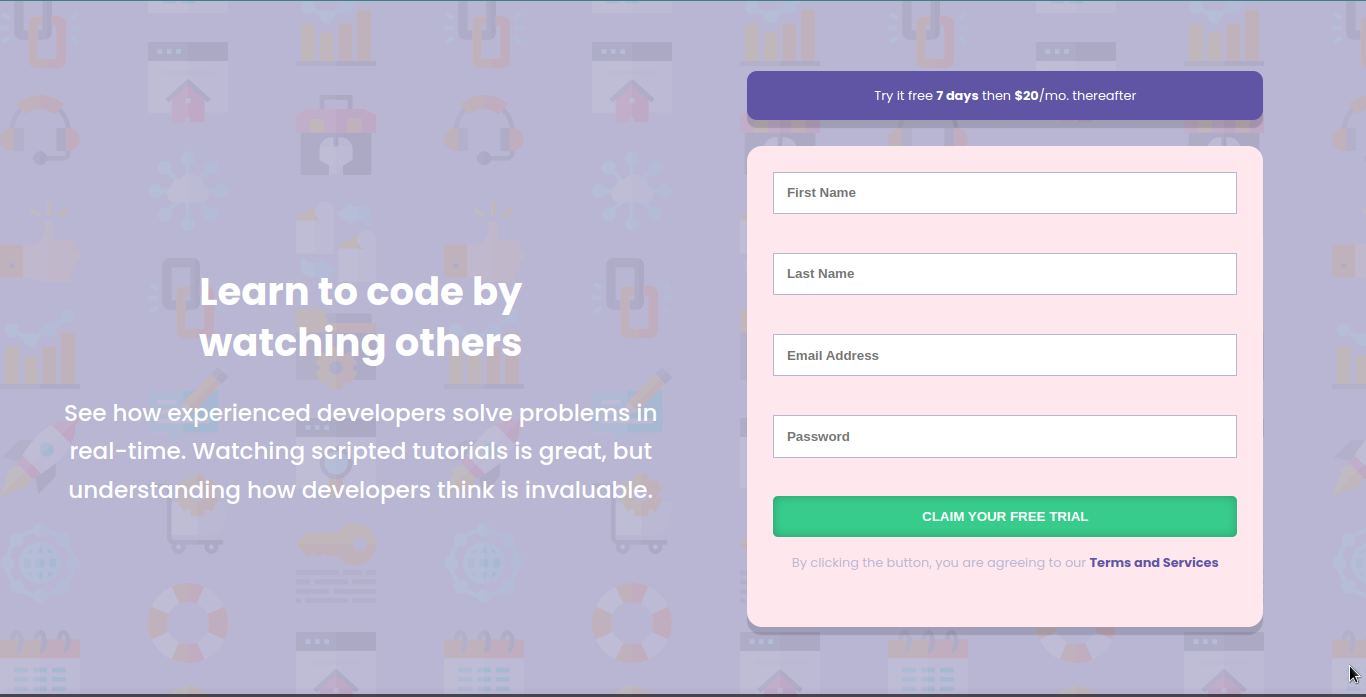 Learn to code by
watching others
See how experienced developers solve problems in
real-time. Watching scripted tutorials is great, but
understanding how developers think is invaluable.
Try it free 7 days then $20/mo. thereafter
First Name
Last Name
Email Address
Password
CLAIM YOUR FREE TRIAL
By clicking the button, you are agreeing to our Terms and Services